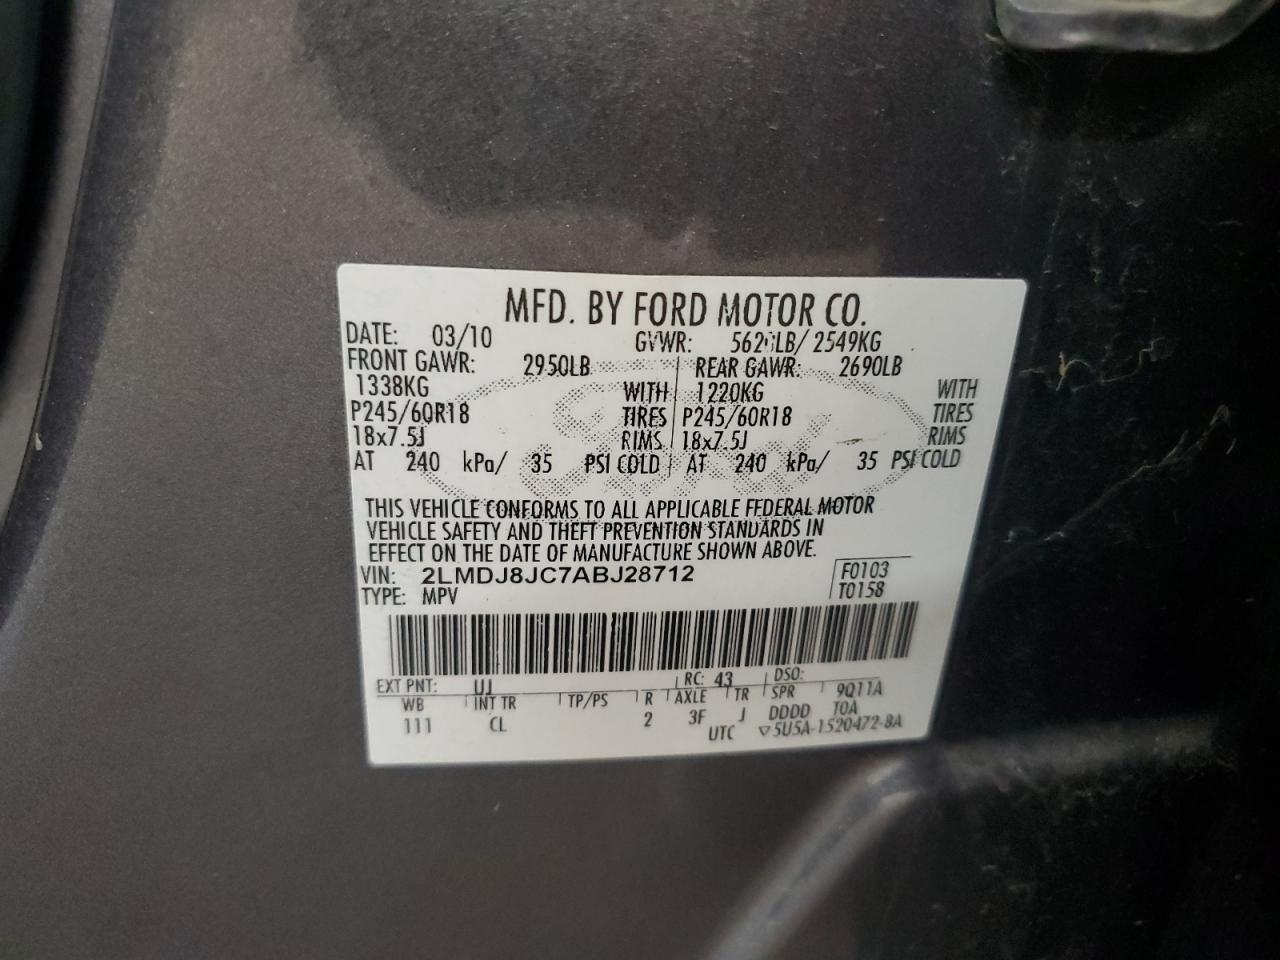 MFD. BY FORD MOTOR CO.
DATE: 03/10 GVWR: 5620LB/ 2549KG
FRONT GAWR: 2950LB REAR GAWR: 2690LB
1338KG WITH 1220KG WITH
P245/60R18 TIRES P245/60R18 TIRES
18x7.5J RIMS 18x7.5J RIMS
AT 240 kPa/ 35 PSI COLD AT 240 kPa/ 35 PSI COLD
THIS VEHICLE CONFORMS TO ALL APPLICABLE FEDERAL MOTOR
VEHICLE SAFETY AND THEFT PREVENTION STANDARDS IN
EFFECT ON THE DATE OF MANUFACTURE SHOWN ABOVE.
VIN: 2LMDJ8JC7ABJ28712 F0103
TYPE: MPV T0158
EXT PNT: UJ RC: 43 DSO:
WB INT TR TP/PS R AXLE TR SPR 9Q11A
111 CL 2 3F J DDDD TOA
UTC ▽5U5A-1520472-BA